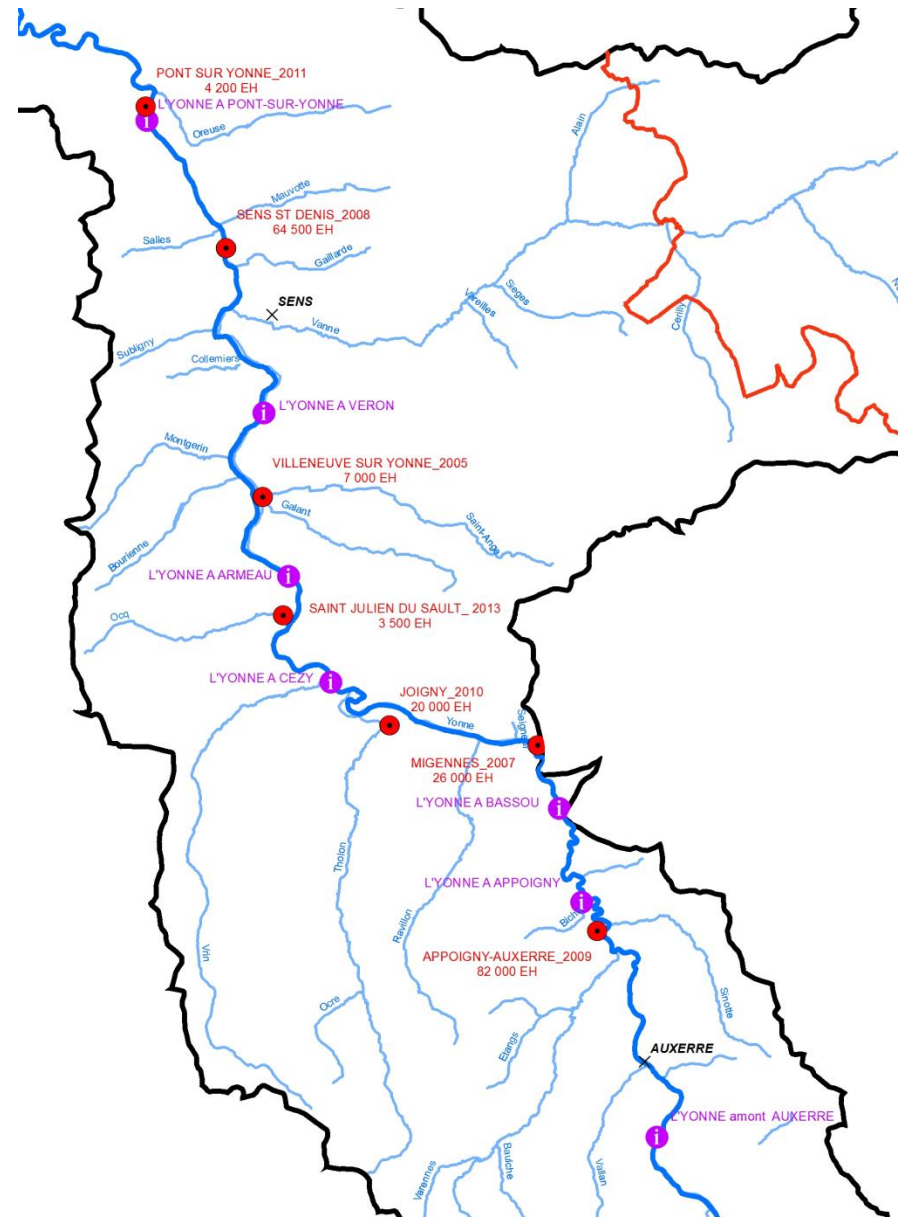 PONT SUR YONNE_2011
4 200 EH
L'YONNE A PONT-SUR-YONNE
Oreuse
Alain
Mauvotte
SENS ST DENIS_2008
64 500 EH
Salles
Gaillarde
SENS
Vanne
Vareilles
Sieges
Cerilly
Subligny
Collemiers
L'YONNE A VERON
Montgerin
VILLENEUVE SUR YONNE_2005
7 000 EH
Galant
Saint-Ange
Bourienne
L'YONNE A ARMEAU
Ocq
SAINT JULIEN DU SAULT_ 2013
3 500 EH
L'YONNE A CEZY
JOIGNY_2010
20 000 EH
Yonne
MIGENNES_2007
26 000 EH
L'YONNE A BASSOU
Tholon
L'YONNE A APPOIGNY
Bich
Ravillon
Vrin
APPOIGNY-AUXERRE_2009
82 000 EH
Sinotte
Ocre
Etangs
AUXERRE
L'YONNE amont  AUXERRE
Varennes
Baulche
Vallan